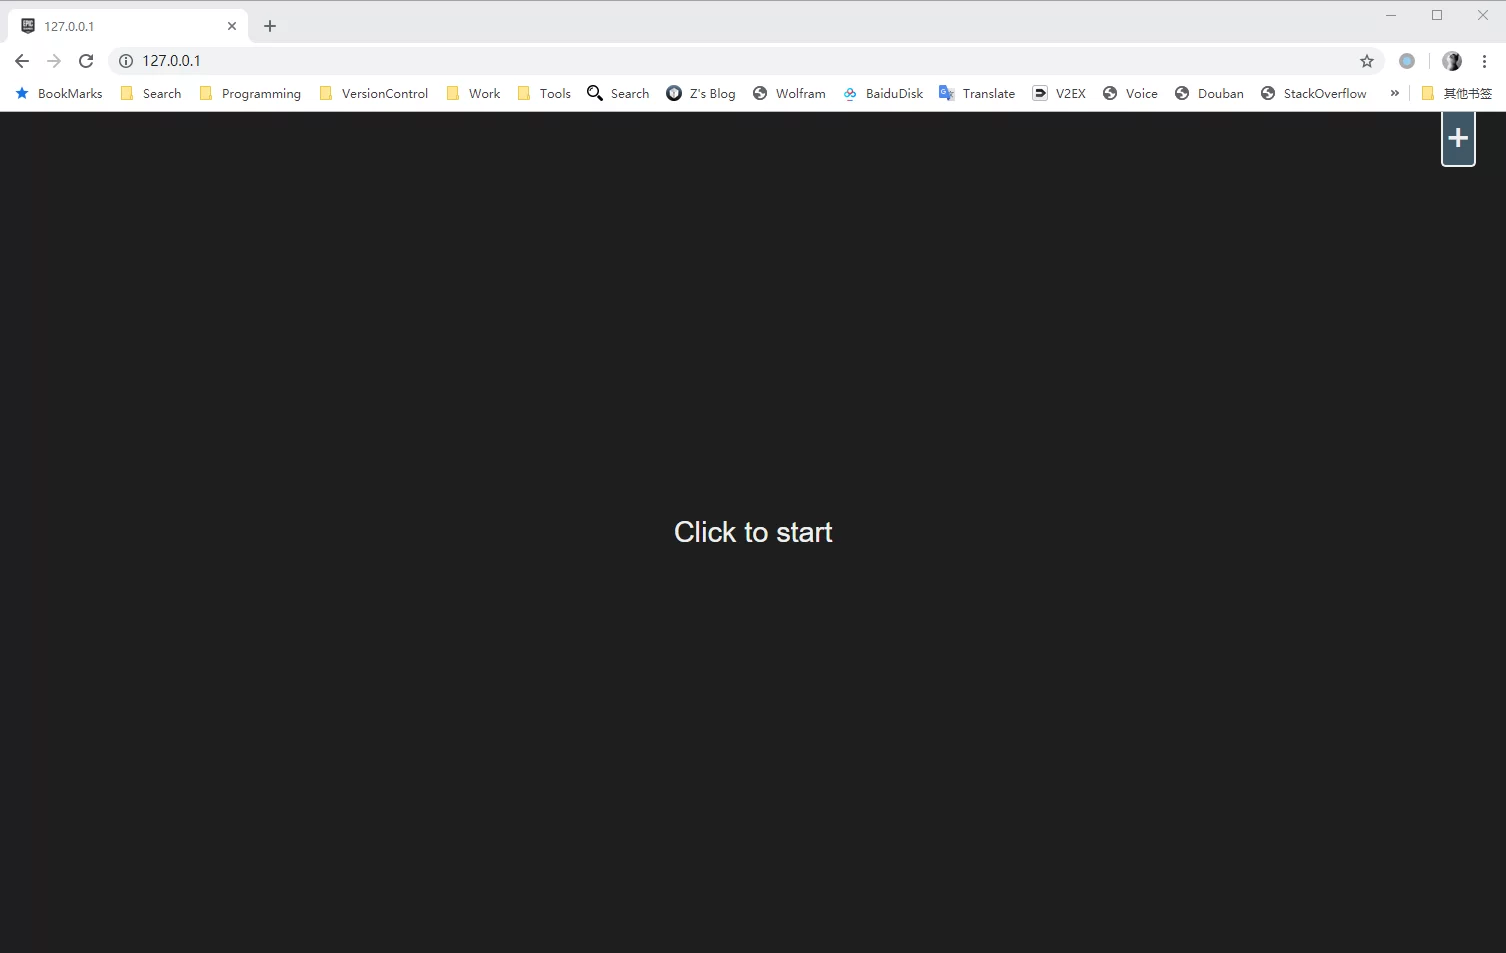 127.0.0.1
127.0.0.1
BookMarks Search Programming VersionControl Work Tools Search Z's Blog Wolfram BaiduDisk Translate V2EX Voice Douban StackOverflow » 其他书签
Click to start